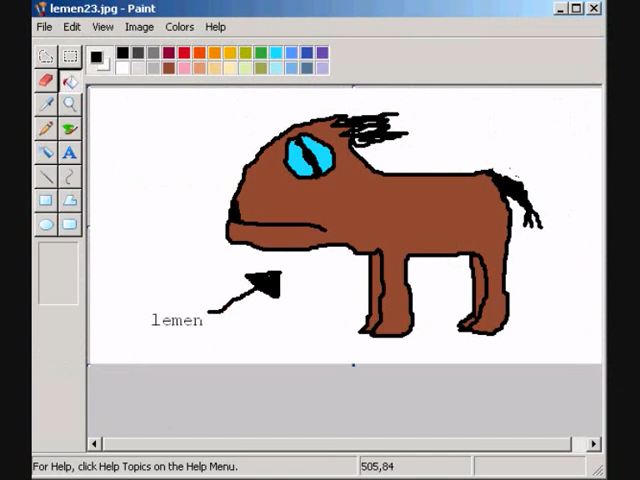 lemen23.jpg - Paint
File Edit View Image Colors Help
lemen
For Help, click Help Topics on the Help Menu.
505,84